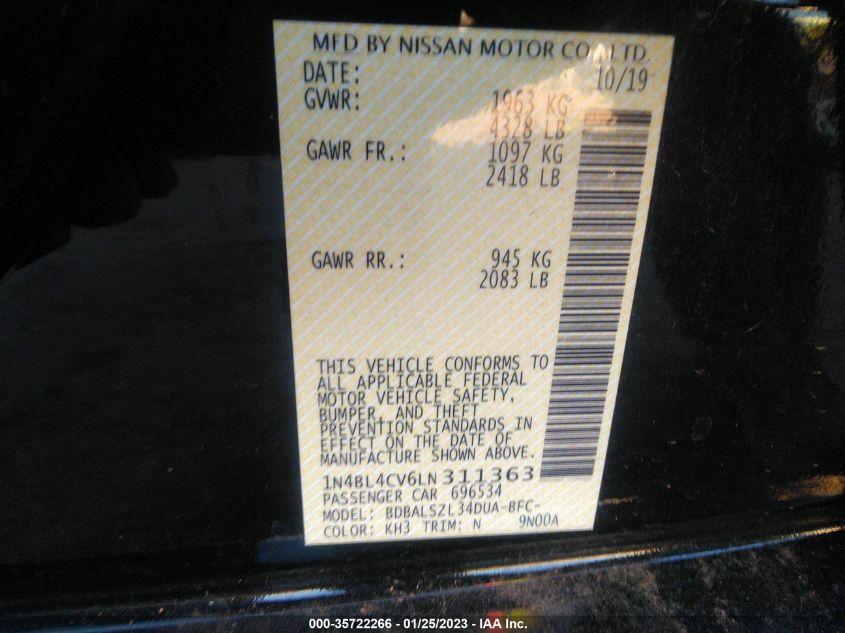 MFD BY NISSAN MOTOR CO., LTD.
DATE: 10/19
GVWR: 1963 KG
4328 LB
GAWR FR.: 1097 KG
2418 LB
GAWR RR.: 945 KG
2083 LB
THIS VEHICLE CONFORMS TO
ALL APPLICABLE FEDERAL
MOTOR VEHICLE SAFETY,
BUMPER, AND THEFT
PREVENTION STANDARDS IN
EFFECT ON THE DATE OF
MANUFACTURE SHOWN ABOVE.
1N4BL4CV6LN311363
PASSENGER CAR 696534
MODEL: BDBALSZL34DUA-BFC-
9N00A
COLOR: KH3 TRIM: N
000-35722266 - 01/25/2023 - IAA Inc.